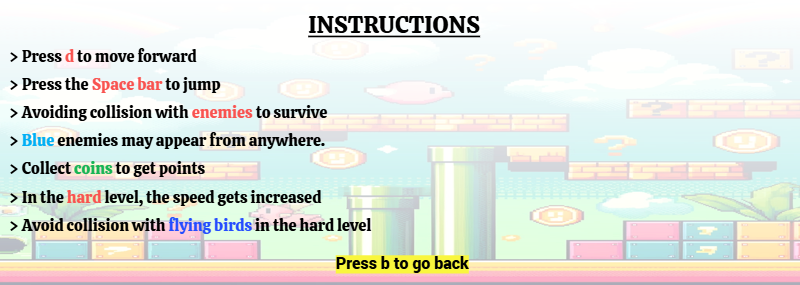 INSTRUCTIONS
> Press d to move forward
> Press the Space bar to jump
> Avoiding collision with enemies to survive
> Blue enemies may appear from anywhere.
> Collect coins to get points
> In the hard level, the speed gets increased
> Avoid collision with flying birds in the hard level
Press b to go back